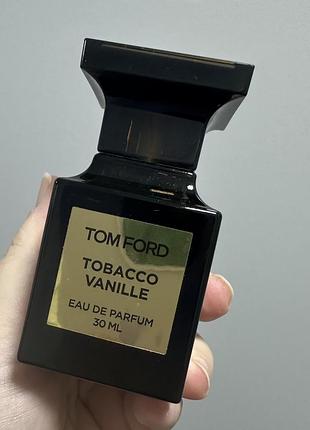 TOM FORD
TOBACCO
VANILLE
EAU DE PARFUM
30 ML